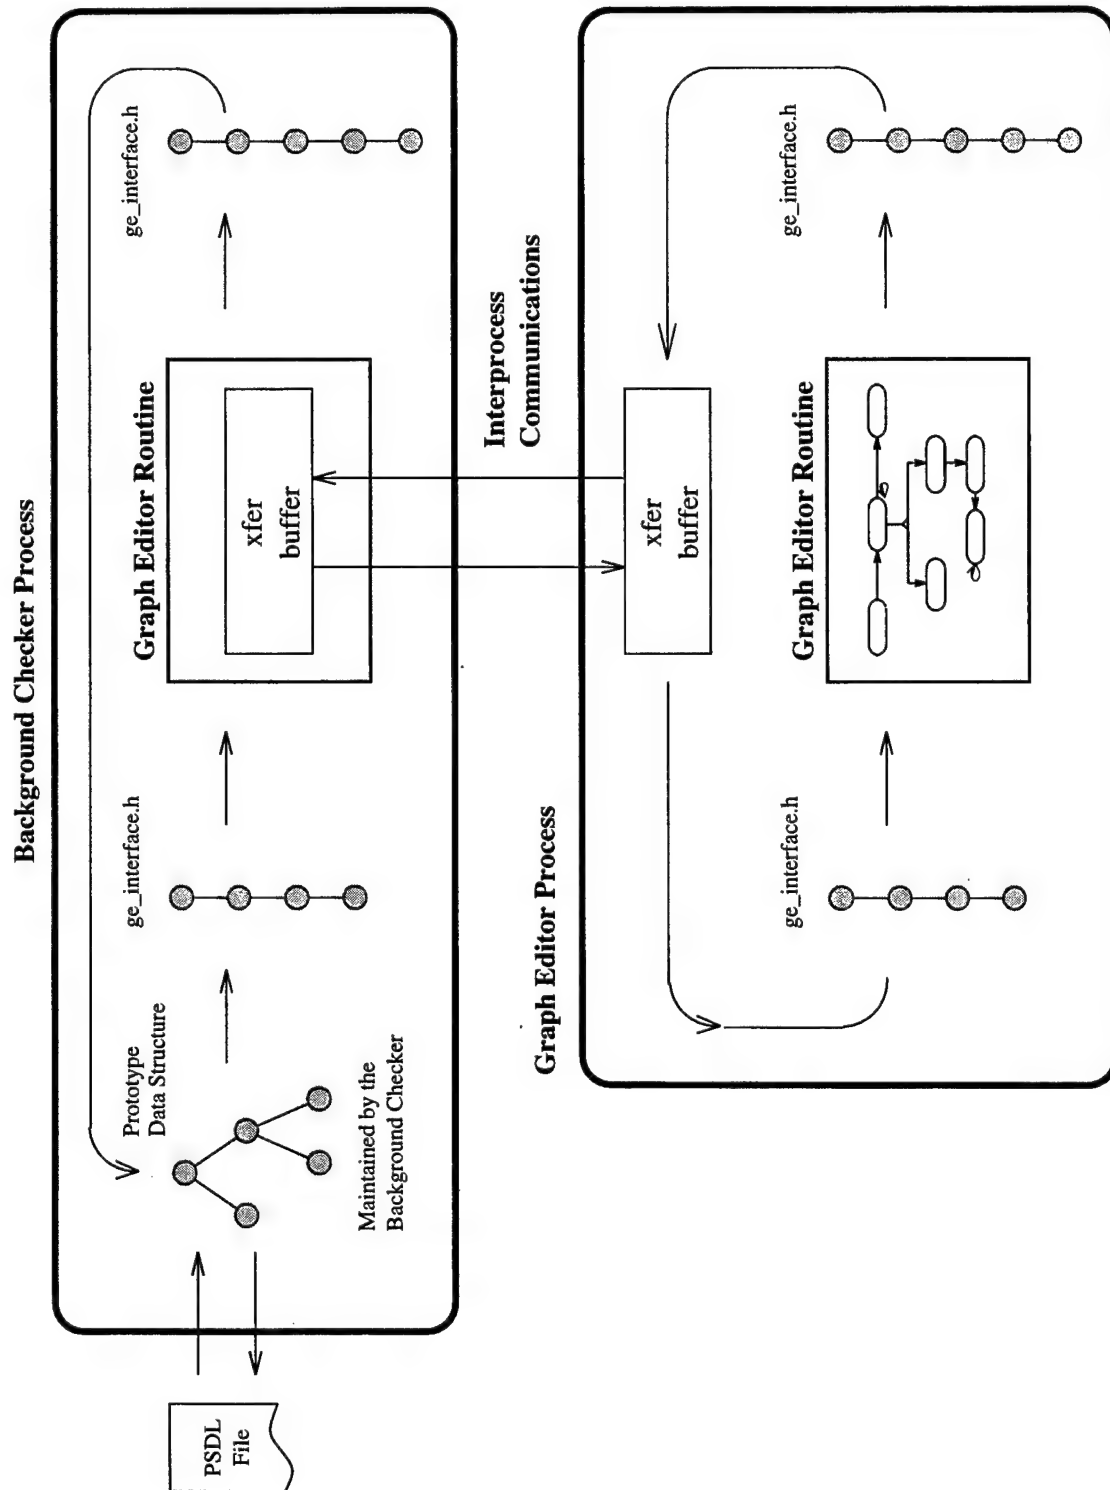 Background Checker Process
PSDL
File
Prototype
Data Structure
Maintained by the
Background Checker
ge_interface.h
Graph Editor Routine
xfer
buffer
ge_interface.h
Interprocess
Communications
Graph Editor Process
xfer
buffer
ge_interface.h
Graph Editor Routine
ge_interface.h